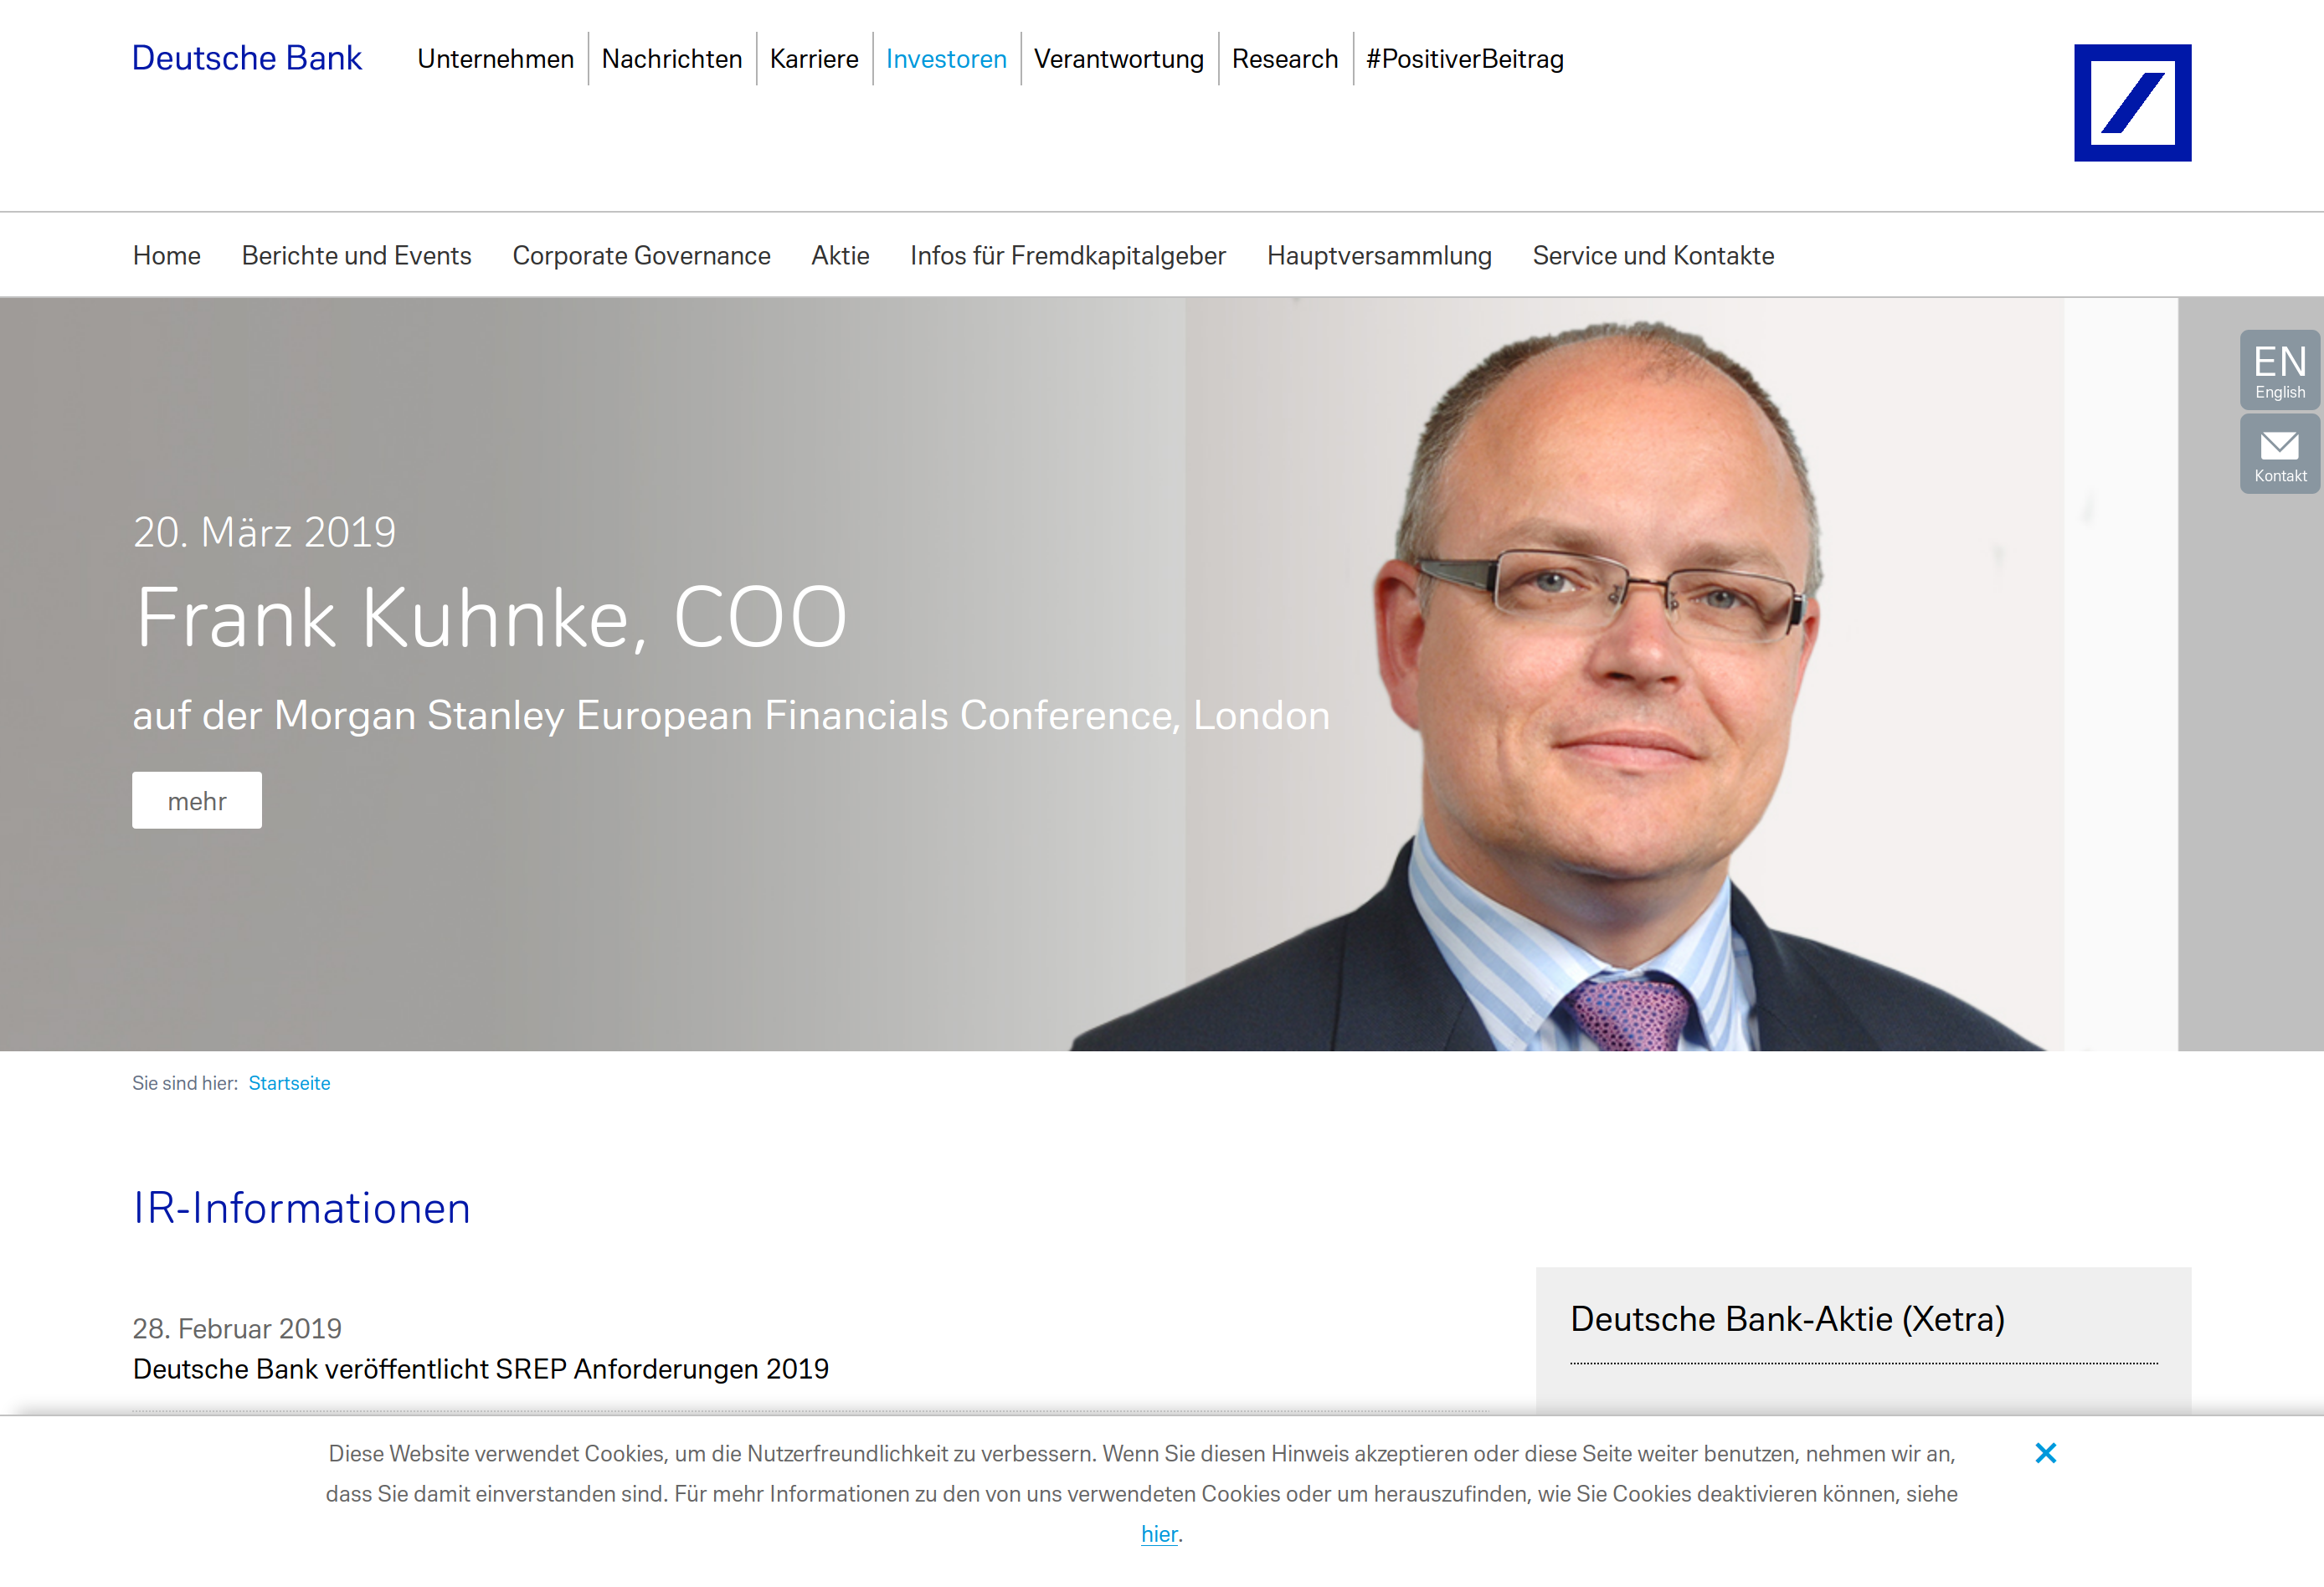 Deutsche Bank
Unternehmen
Nachrichten
Karriere
Investoren
Verantwortung
Research
#PositiverBeitrag
Home
Berichte und Events
Corporate Governance
Aktie
Infos für Fremdkapitalgeber
Hauptversammlung
Service und Kontakte
EN
English
Kontakt
20. März 2019
Frank Kuhnke, COO
auf der Morgan Stanley European Financials Conference, London
mehr
Sie sind hier: Startseite
IR-Informationen
28. Februar 2019
Deutsche Bank veröffentlicht SREP Anforderungen 2019
Deutsche Bank-Aktie (Xetra)
Diese Website verwendet Cookies, um die Nutzerfreundlichkeit zu verbessern. Wenn Sie diesen Hinweis akzeptieren oder diese Seite weiter benutzen, nehmen wir an,
dass Sie damit einverstanden sind. Für mehr Informationen zu den von uns verwendeten Cookies oder um herauszufinden, wie Sie Cookies deaktivieren können, siehe
hier.